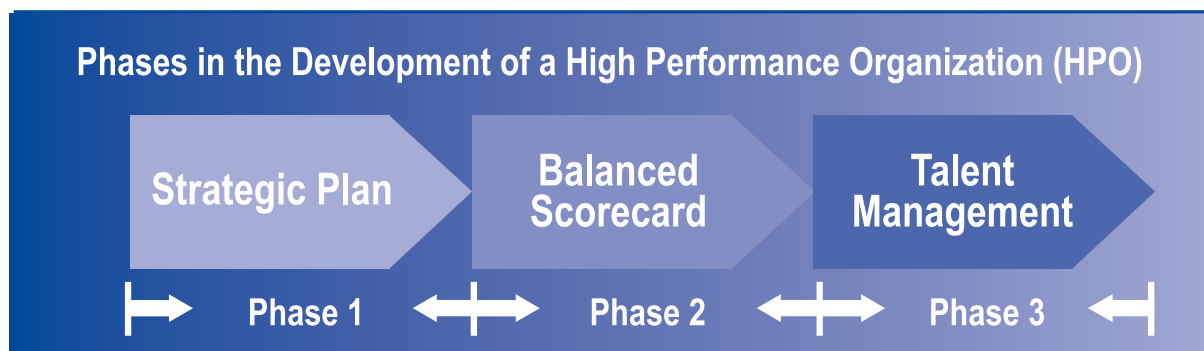 Phases in the Development of a High Performance Organization (HPO)
Strategic Plan
Balanced
Scorecard
Talent
Management
Phase 1
Phase 2
Phase 3